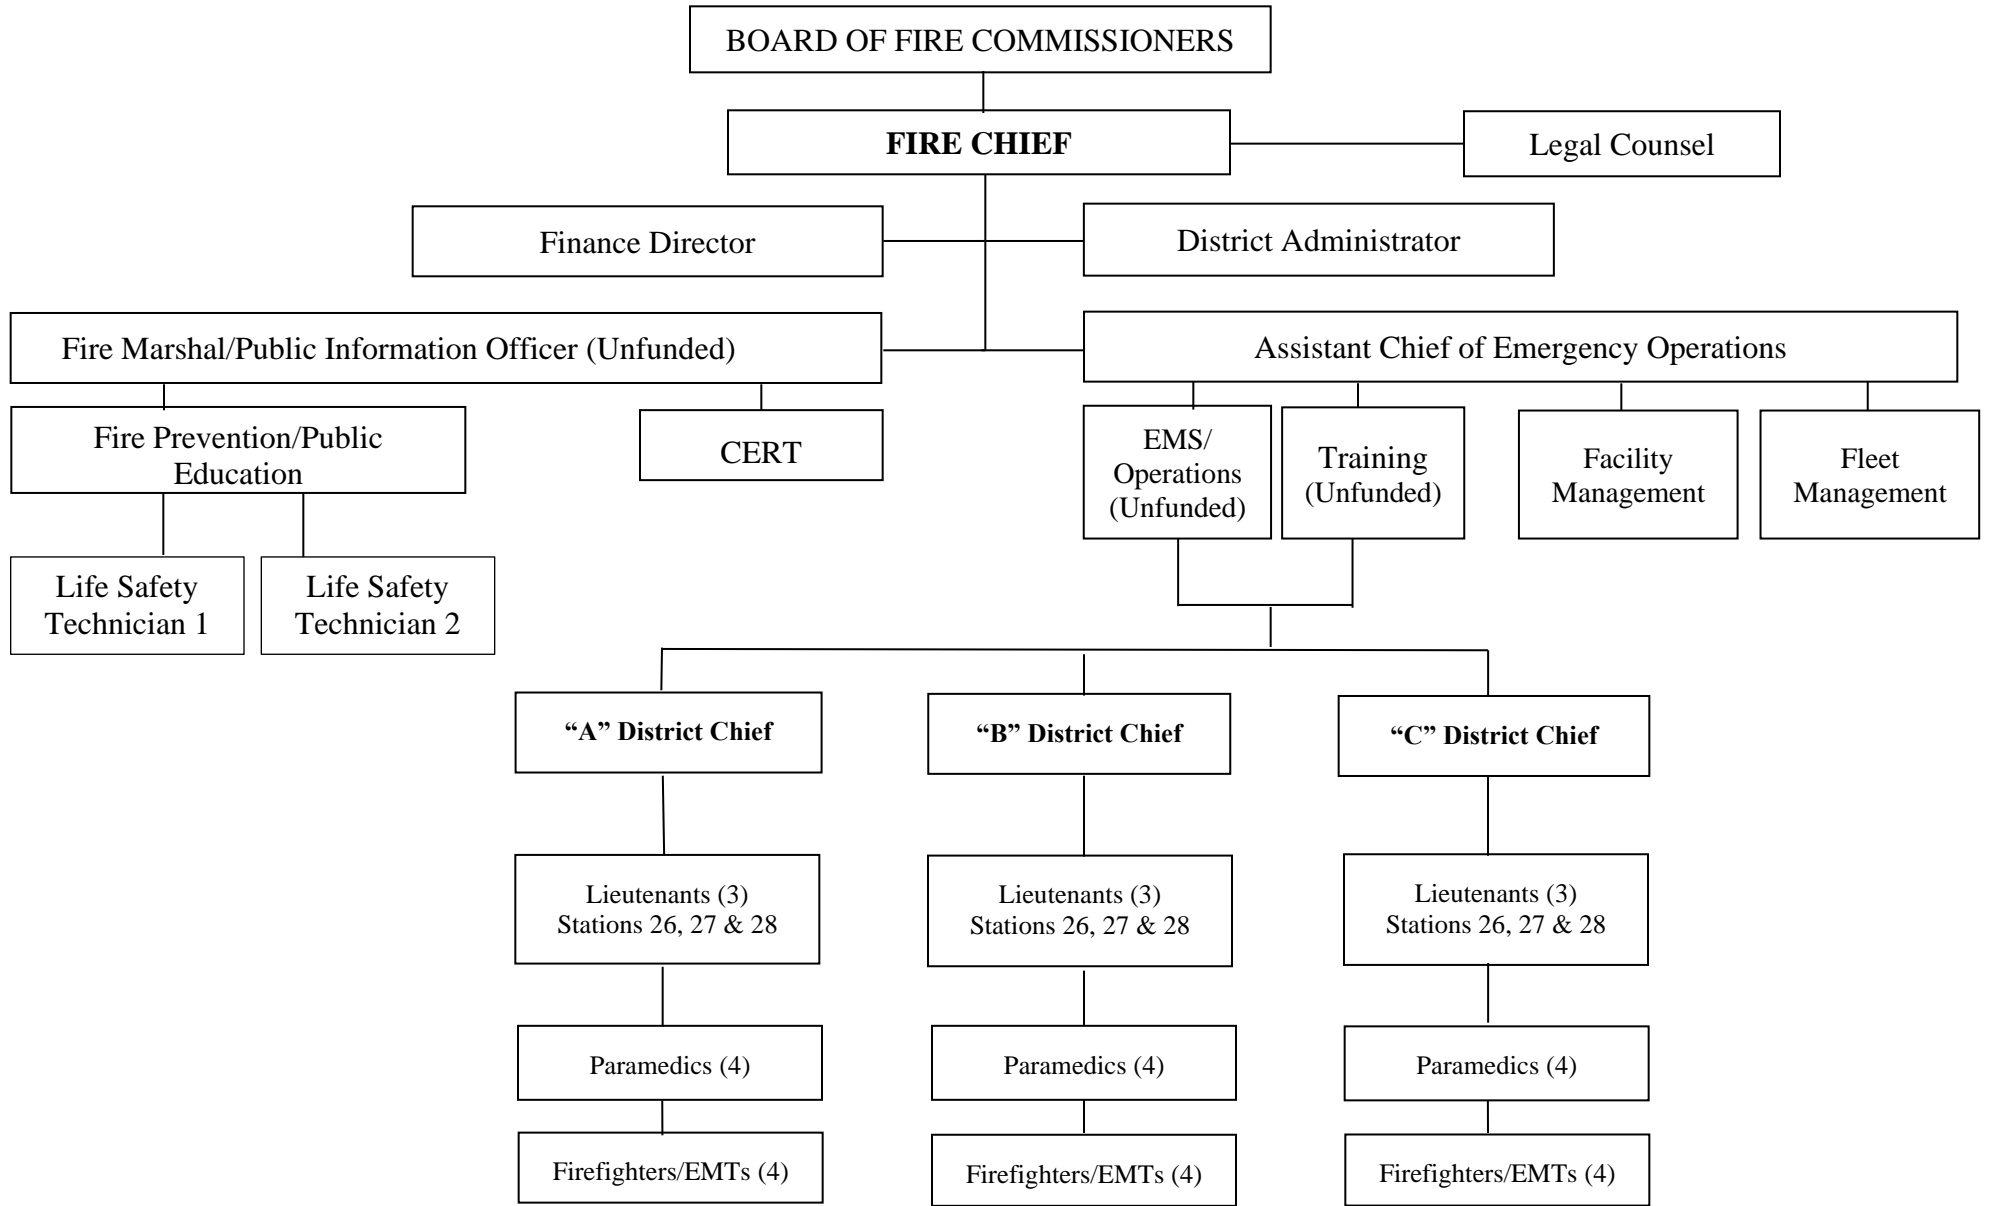 BOARD OF FIRE COMMISSIONERS
FIRE CHIEF
Legal Counsel
Finance Director
District Administrator
Fire Marshal/Public Information Officer (Unfunded)
Assistant Chief of Emergency Operations
Fire Prevention/Public
Education
CERT
EMS/
Operations
(Unfunded)
Training
(Unfunded)
Facility
Management
Fleet
Management
Life Safety
Technician 1
Life Safety
Technician 2
“A” District Chief
“B” District Chief
“C” District Chief
Lieutenants (3)
Stations 26, 27 & 28
Lieutenants (3)
Stations 26, 27 & 28
Lieutenants (3)
Stations 26, 27 & 28
Paramedics (4)
Paramedics (4)
Paramedics (4)
Firefighters/EMTs (4)
Firefighters/EMTs (4)
Firefighters/EMTs (4)